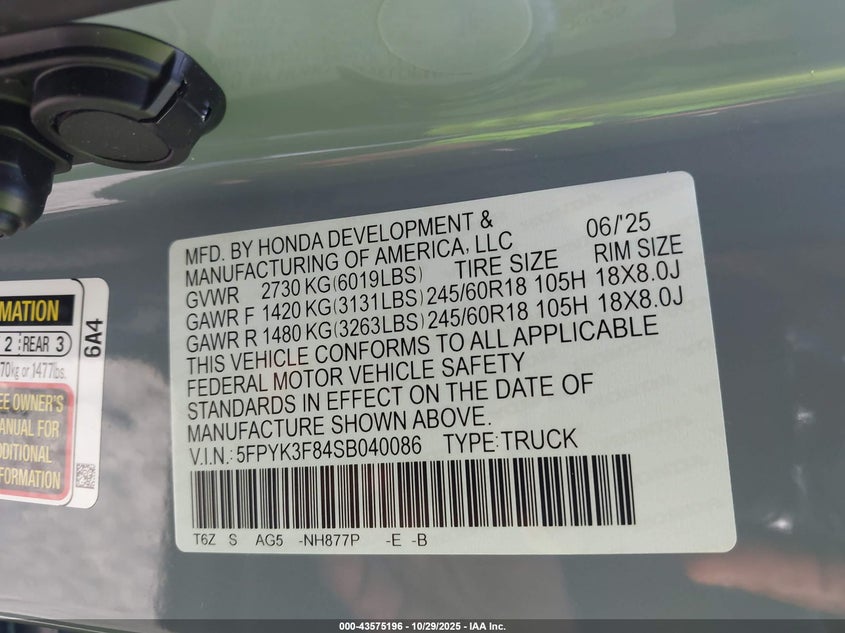 MFD. BY HONDA DEVELOPMENT &
MANUFACTURING OF AMERICA, LLC 06/'25
GVWR 2730 KG(6019LBS) TIRE SIZE RIM SIZE
GAWR F 1420 KG(3131LBS) 245/60R18 105H 18X8.0J
GAWR R 1480 KG(3263LBS) 245/60R18 105H 18X8.0J
THIS VEHICLE CONFORMS TO ALL APPLICABLE
FEDERAL MOTOR VEHICLE SAFETY
STANDARDS IN EFFECT ON THE DATE OF
MANUFACTURE SHOWN ABOVE.
V.I.N.: 5FPYK3F84SB040086 TYPE: TRUCK
T6Z S AG5 -NH877P -E -B
MATION
2 REAR 3
70kg or 1477lbs.
EE OWNER'S
ANUAL FOR
DDITIONAL
FORMATION
6A4
000-43575196 - 10/29/2025 - IAA Inc.